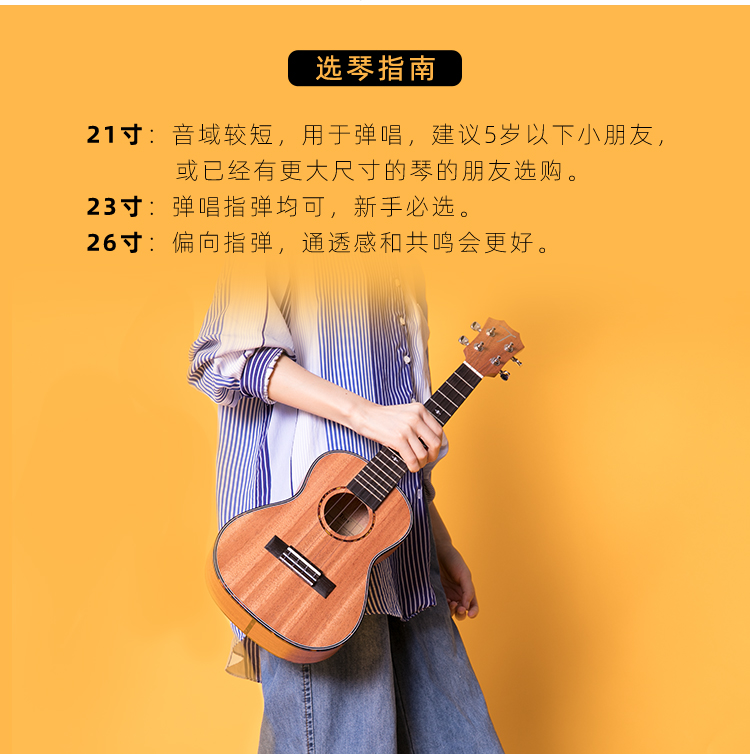 选琴指南
21寸：音域较短，用于弹唱，建议5岁以下小朋友，
或已经有更大尺寸的琴的朋友选购。
23寸：弹唱指弹均可，新手必选。
26寸：偏向指弹，通透感和共鸣会更好。